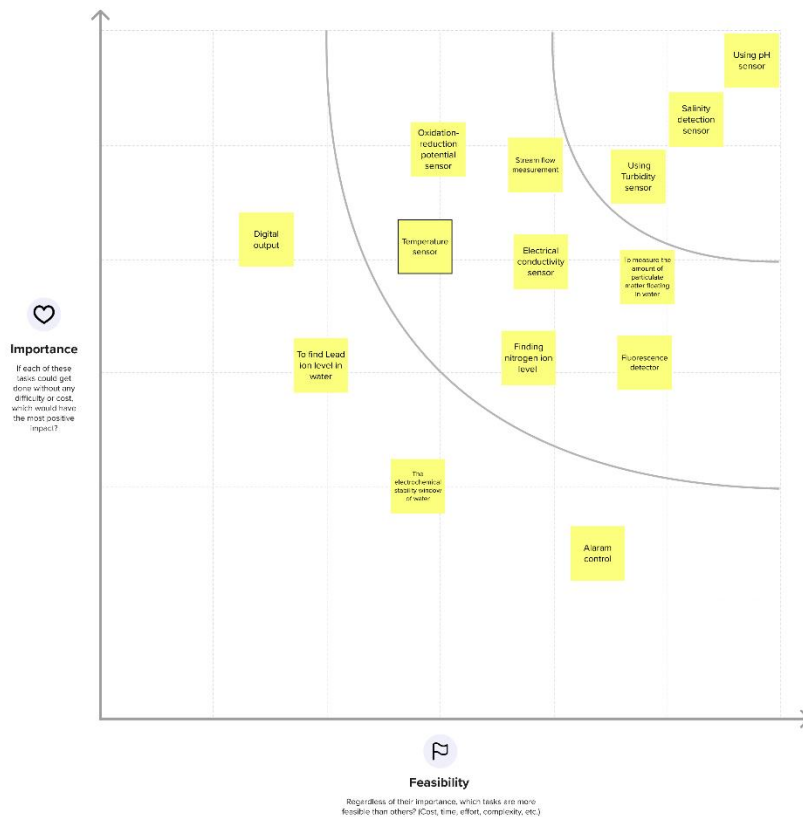 Using pH
sensor
Salinity
detection
sensor
Oxidation-
reduction
potential
sensor
Stream flow
measurement
Using
Turbidity
sensor
Digital
output
Temperature
sensor
Electrical
conductivity
sensor
To measure the
amount of
particulate
matter floating
in water
Importance
If each of these
tasks could get
done without any
difficulty or cost,
which would have
the most positive
impact?
To find Lead
ion level in
water
Finding
nitrogen ion
level
Fluorescence
detector
The
electrochemical
stability window
of water
Alaram
control
Feasibility
Regardless of their importance, which tasks are more
feasible than others? (Cost, time, effort, complexity, etc.)